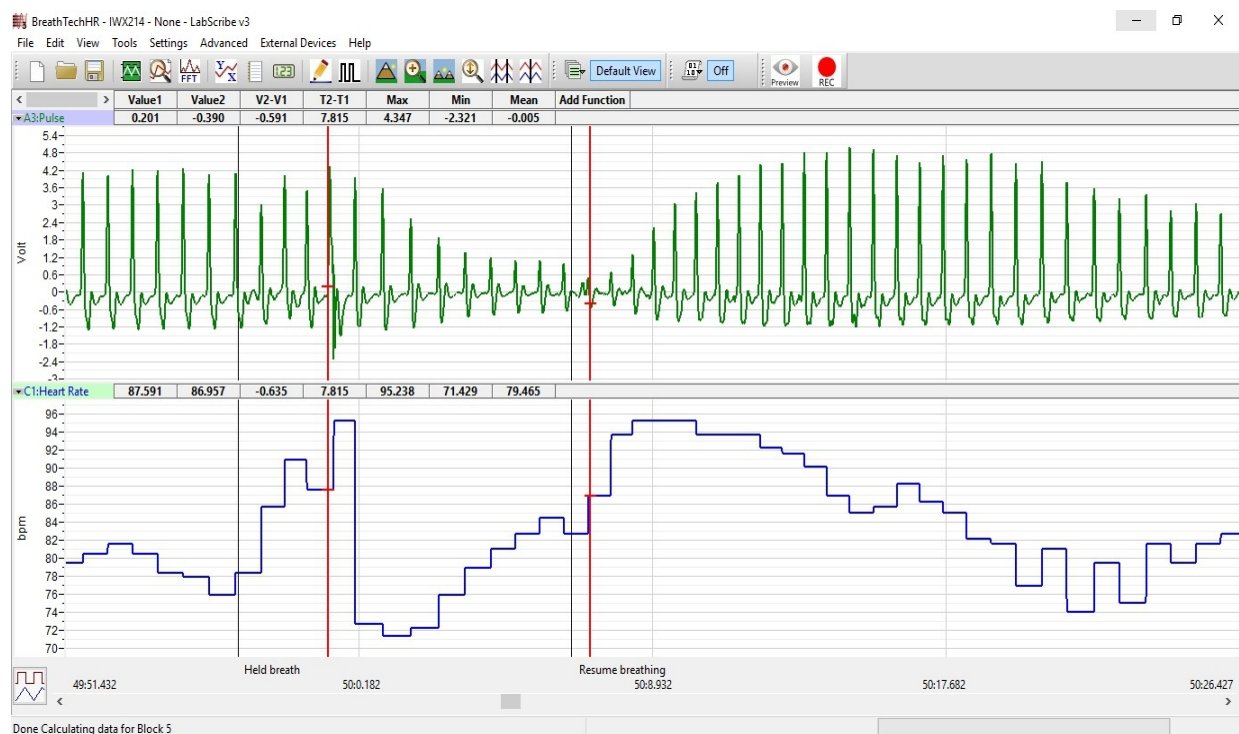 BreathTechHR - IWX214 - None - LabScribe v3
File Edit View Tools Settings Advanced External Devices Help
FFT Y X 123 Default View Off Preview REC
Value1 Value2 V2-V1 T2-T1 Max Min Mean Add Function
A3:Pulse 0.201 -0.390 -0.591 7.815 4.347 -2.321 -0.005
5.4
4.8
4.2
3.6
3
2.4
1.8
1.2
0.6
0
-0.6
-1.2
-1.8
-2.4
-3
Volt
C1:Heart Rate 87.591 86.957 -0.635 7.815 95.238 71.429 79.465
96
94
92
90
88
86
84
82
80
78
76
74
72
70
bpm
Held breath Resume breathing
49:51.432 50:0.182 50:8.932 50:17.682 50:26.427
Done Calculating data for Block 5